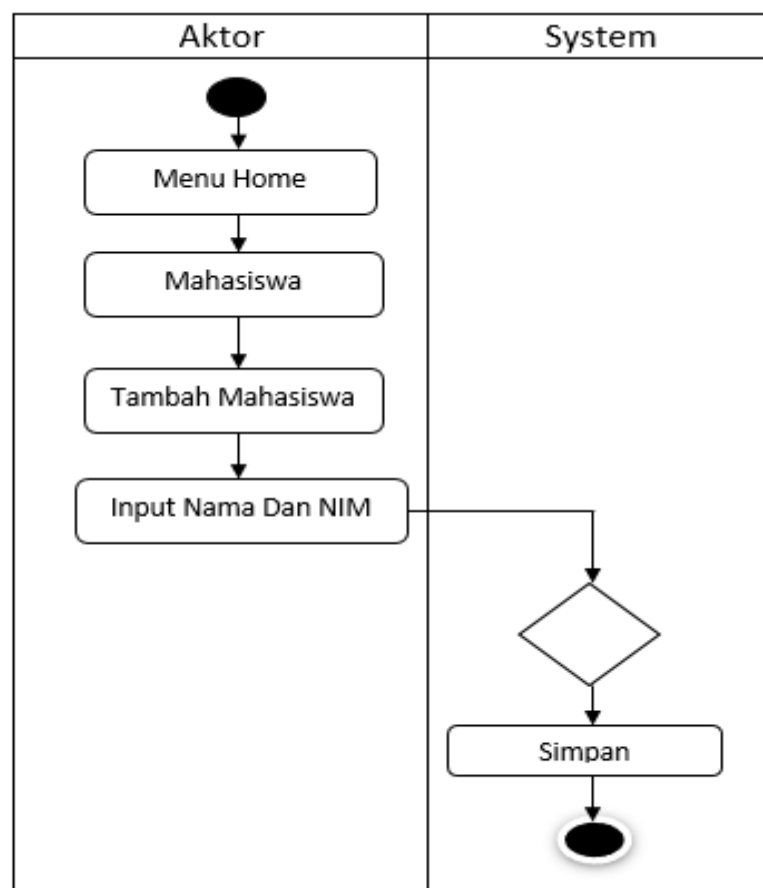 Aktor
System
Menu Home
Mahasiswa
Tambah Mahasiswa
Input Nama Dan NIM
Simpan